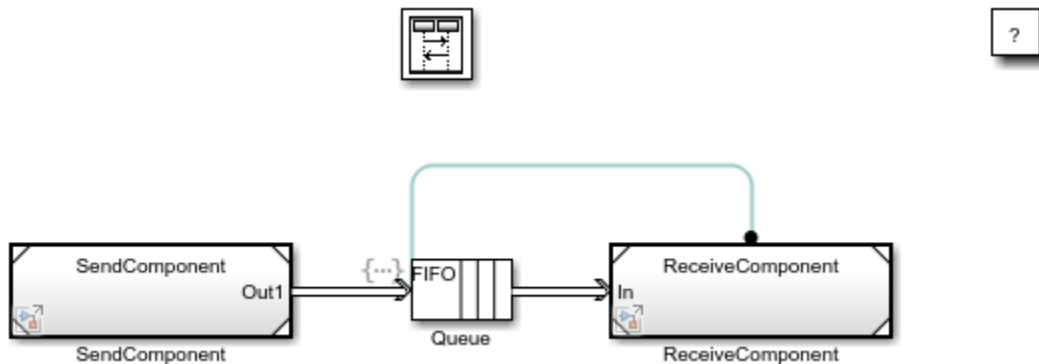 ?
SendComponent
Out1
{...}
FIFO
Queue
ReceiveComponent
In
SendComponent
ReceiveComponent